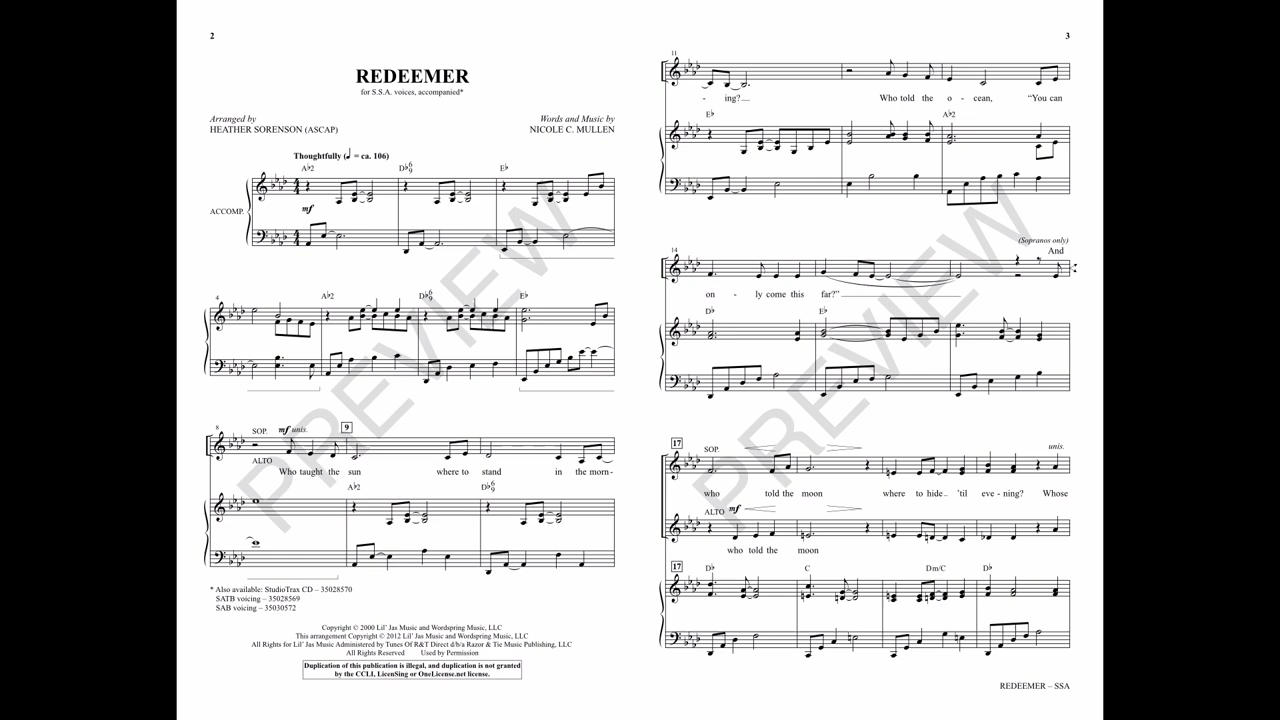 2
REDEEMER
for S.S.A. voices, accompanied*
Arranged by
HEATHER SORENSON (ASCAP)
Words and Music by
NICOLE C. MULLEN
Thoughtfully (♩ = ca. 106)
A♭2 D♭6/9 E♭
ACCOMP.
mf
4
A♭2 D♭6/9 E♭
8 SOP. mf unis. 9
ALTO
Who taught the sun where to stand in the morn-
A♭2 D♭6/9
* Also available: StudioTrax CD – 35028570
SATB voicing – 35028569
SAB voicing – 35030572
Copyright © 2000 Lil' Jas Music and Wordspring Music, LLC
This arrangement Copyright © 2012 Lil' Jas Music and Wordspring Music, LLC
All Rights for Lil' Jas Music Administered by Tunes Of R&T Direct d/b/a Razor & Tie Music Publishing, LLC
All Rights Reserved Used by Permission
Duplication of this publication is illegal, and duplication is not granted
by the CCLI, LicenSing or OneLicense.net license.
PREVIEW
3
11
- ing? Who told the o - cean, “You can
E♭ A♭2
14 (Sopranos only)
And
on - ly come this far?”
D♭ E♭
17
SOP. unis.
who told the moon where to hide 'til eve - ning? Whose
ALTO mf
who told the moon
17
D♭ C Dm/C D♭
REDEEMER – SSA
PREVIEW